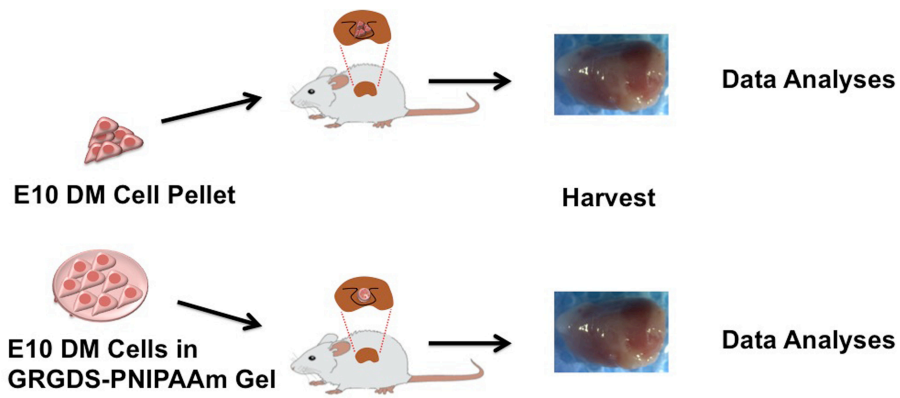 Data Analyses
E10 DM Cell Pellet
Harvest
E10 DM Cells in
GRGDS-PNIPAAm Gel
Data Analyses